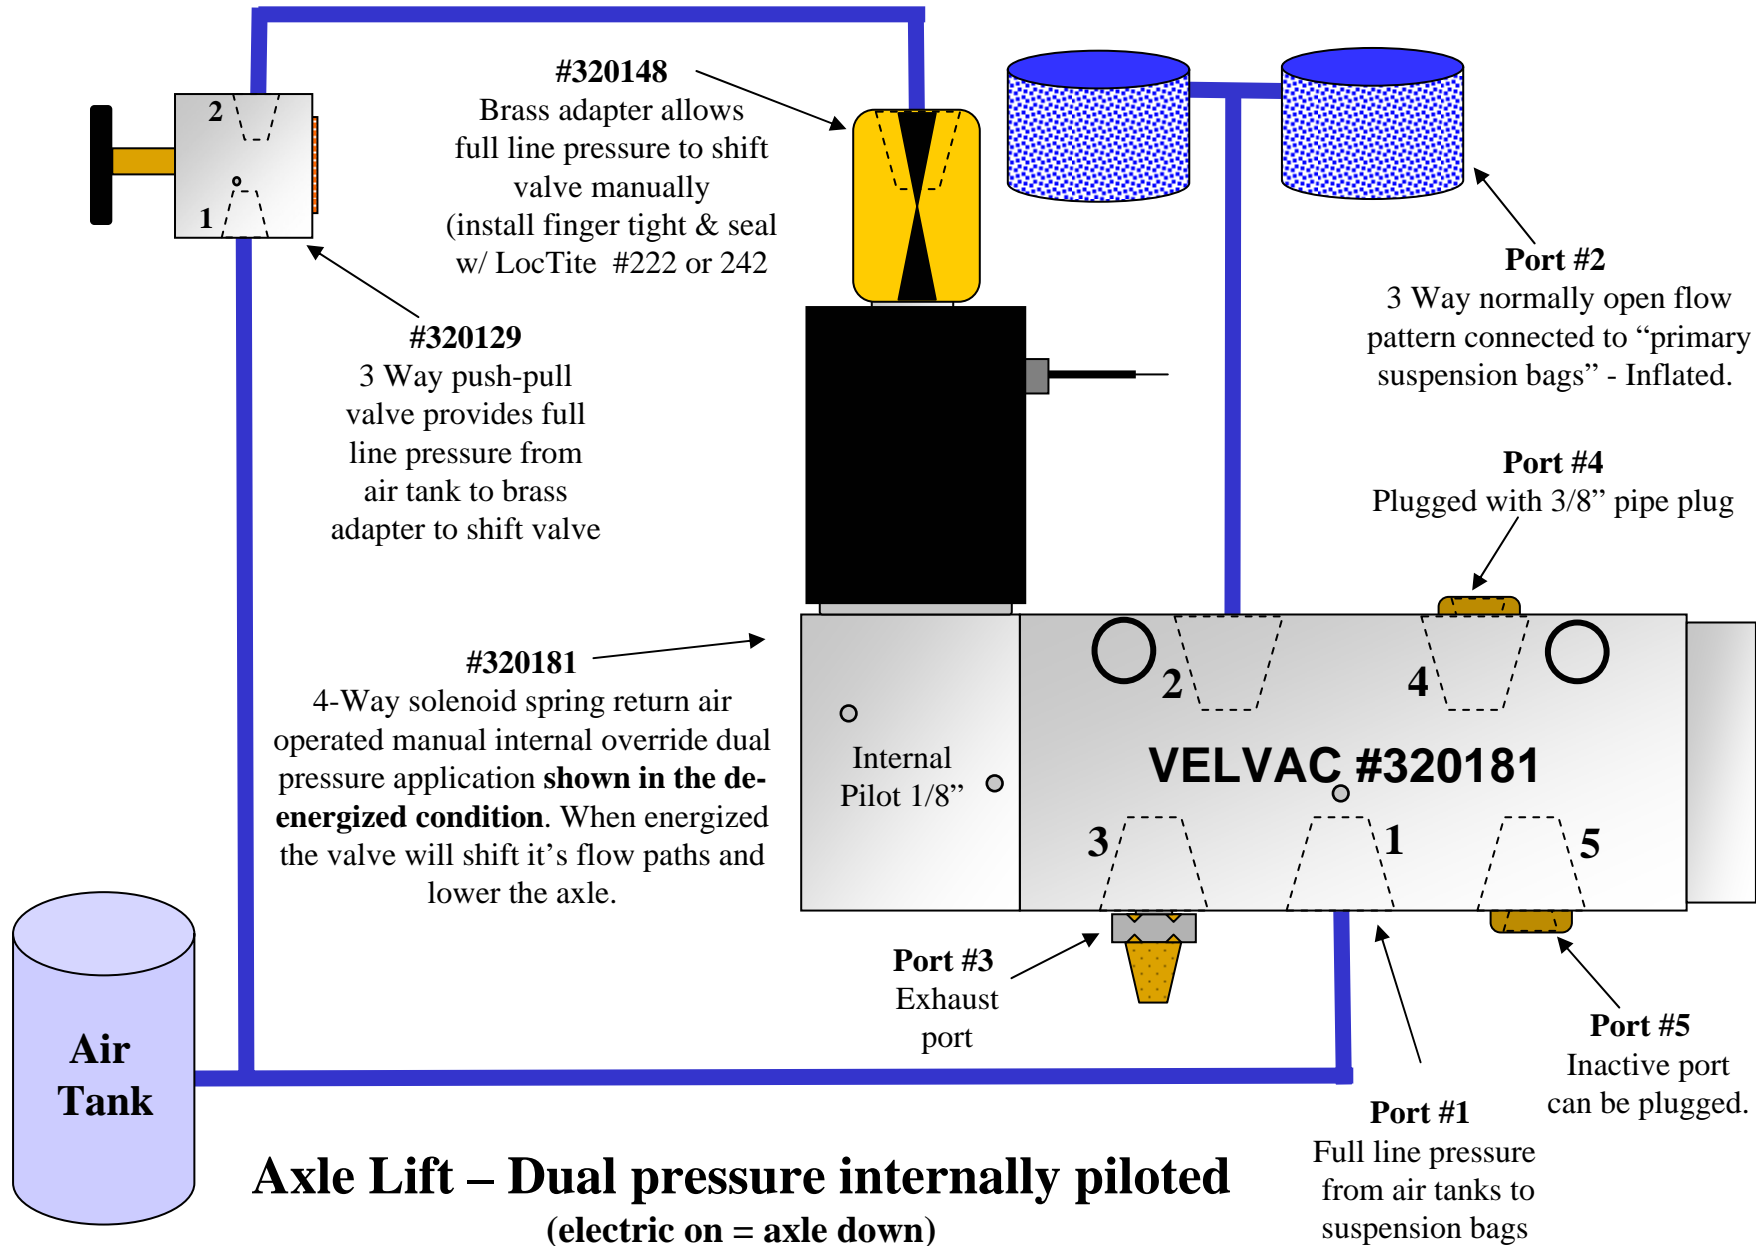 2
1
#320148
Brass adapter allows
full line pressure to shift
valve manually
(install finger tight & seal
w/ LocTite #222 or 242
#320129
3 Way push-pull
valve provides full
line pressure from
air tank to brass
adapter to shift valve
Port #2
3 Way normally open flow
pattern connected to “primary
suspension bags” - Inflated.
Port #4
Plugged with 3/8” pipe plug
#320181
4-Way solenoid spring return air
operated manual internal override dual
pressure application shown in the de-
energized condition. When energized
the valve will shift it’s flow paths and
lower the axle.
Internal
Pilot 1/8”
2
4
VELVAC #320181
3
1
5
Port #3
Exhaust
port
Port #5
Inactive port
can be plugged.
Port #1
Full line pressure
from air tanks to
suspension bags
Air
Tank
Axle Lift – Dual pressure internally piloted
(electric on = axle down)